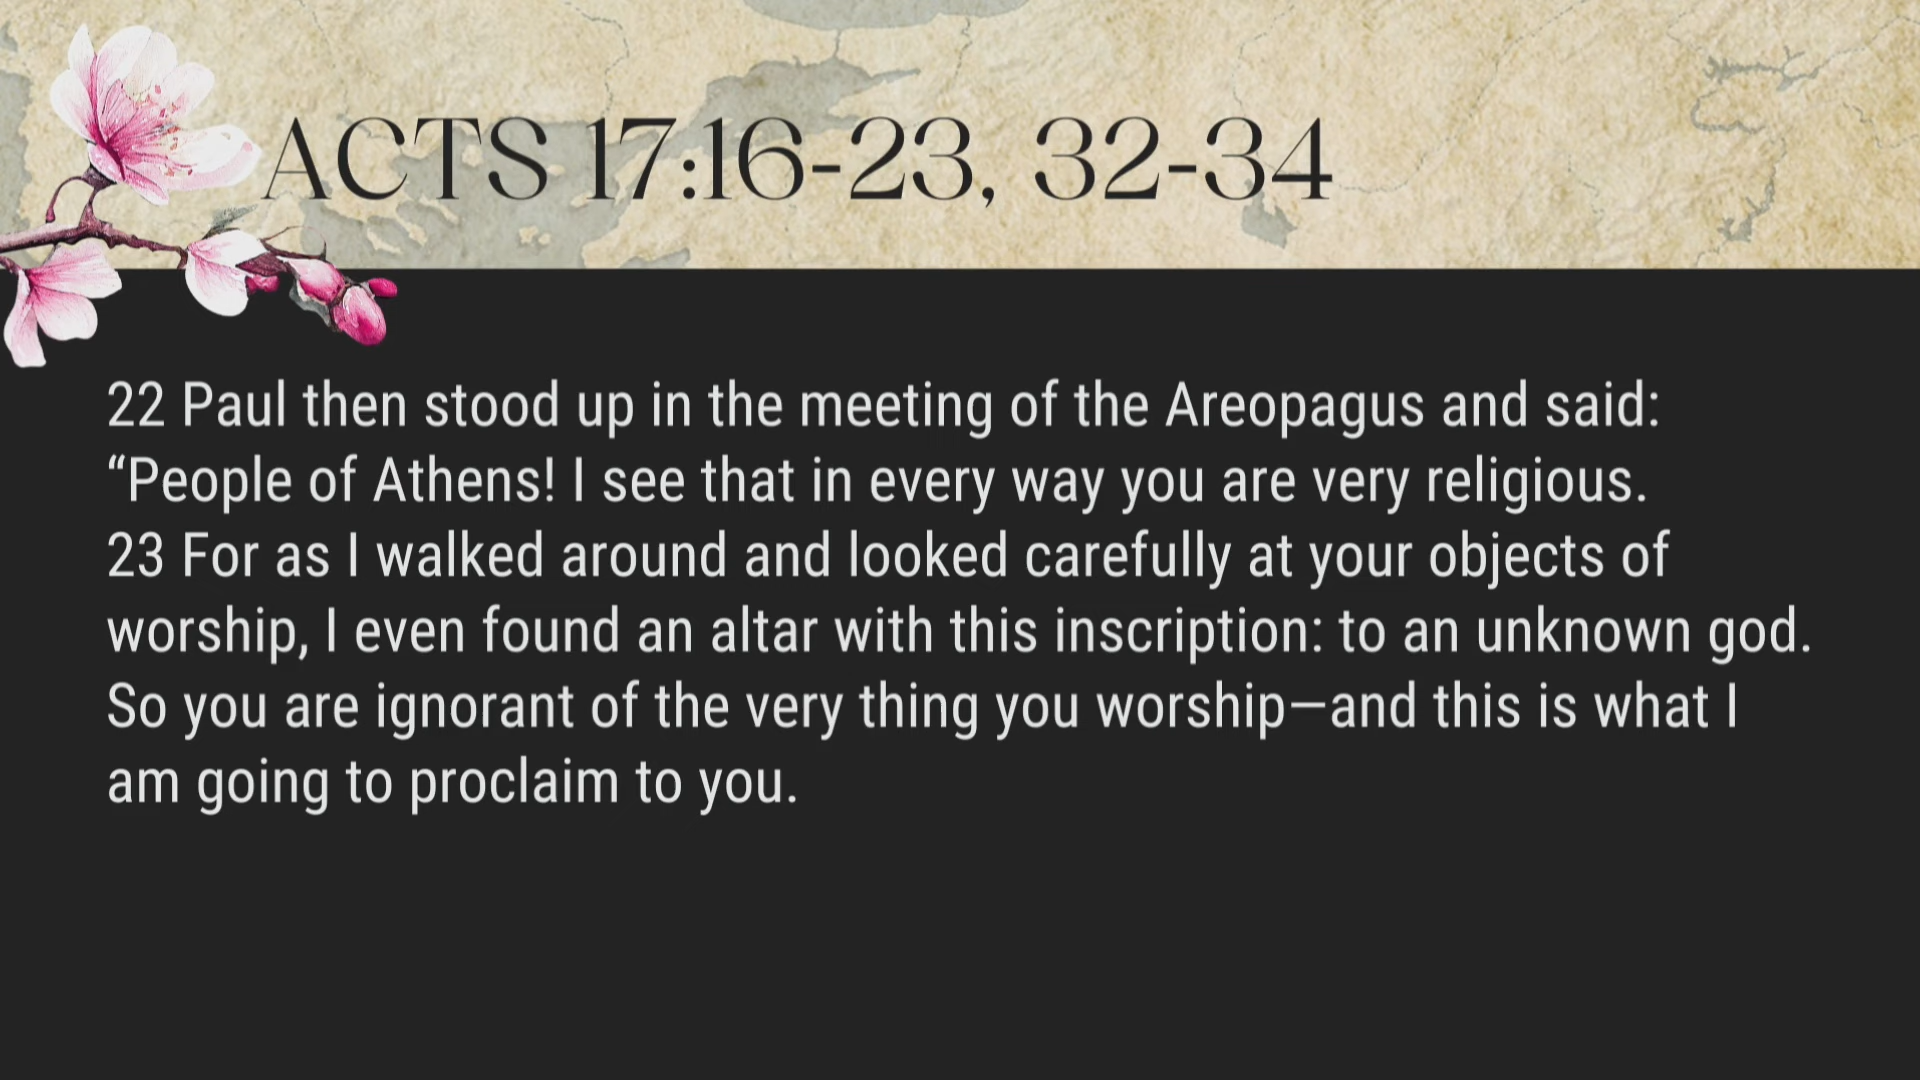 ACTS 17:16-23, 32-34
22 Paul then stood up in the meeting of the Areopagus and said:
“People of Athens! I see that in every way you are very religious.
23 For as I walked around and looked carefully at your objects of
worship, I even found an altar with this inscription: to an unknown god.
So you are ignorant of the very thing you worship—and this is what I
am going to proclaim to you.